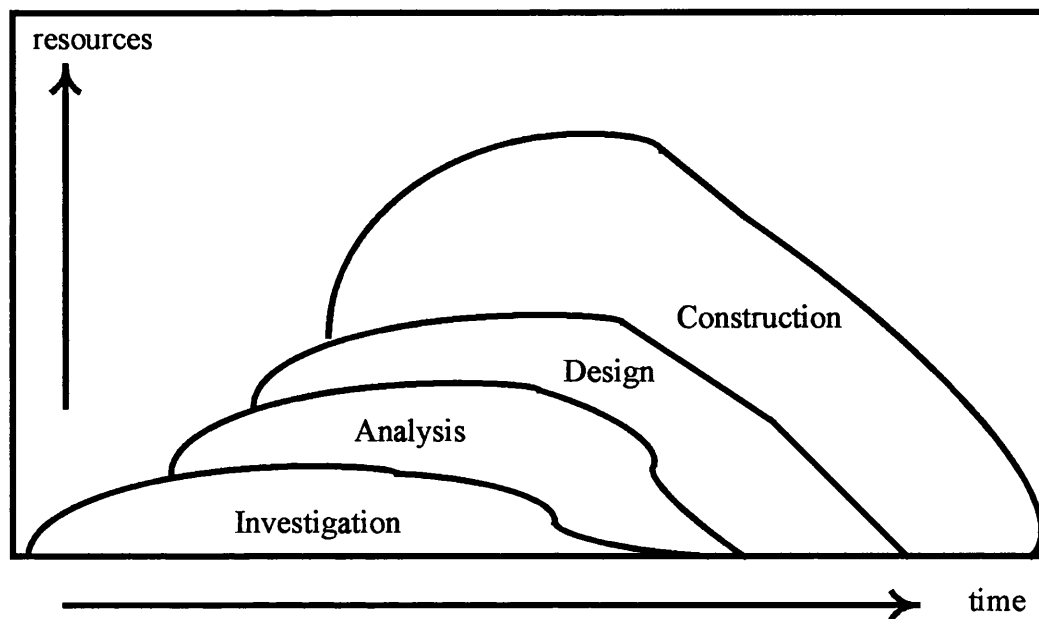 resources
Construction
Design
Analysis
Investigation
time